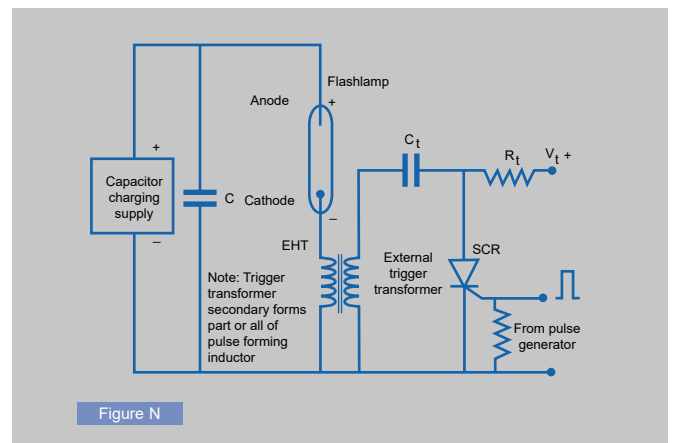 Flashlamp
Anode
+
+
Capacitor
charging
supply
–
C
Cathode
–
EHT
Note: Trigger
transformer
secondary forms
part or all of
pulse forming
inductor
Ct
Rt
Vt +
External
trigger
transformer
SCR
From pulse
generator
Figure N